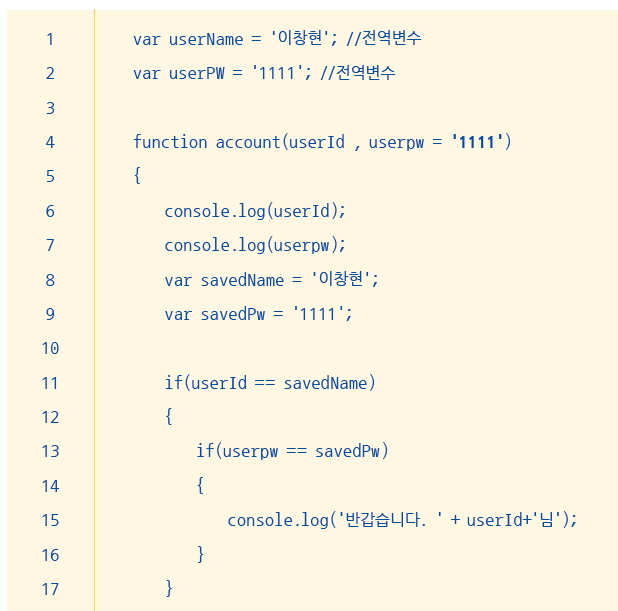 1 var userName = '이창현'; //전역변수
2 var userPW = '1111'; //전역변수
3
4 function account(userId , userpw = '1111')
5 {
6 console.log(userId);
7 console.log(userpw);
8 var savedName = '이창현';
9 var savedPw = '1111';
10
11 if(userId == savedName)
12 {
13 if(userpw == savedPw)
14 {
15 console.log('반갑습니다. ' + userId+'님');
16 }
17 }